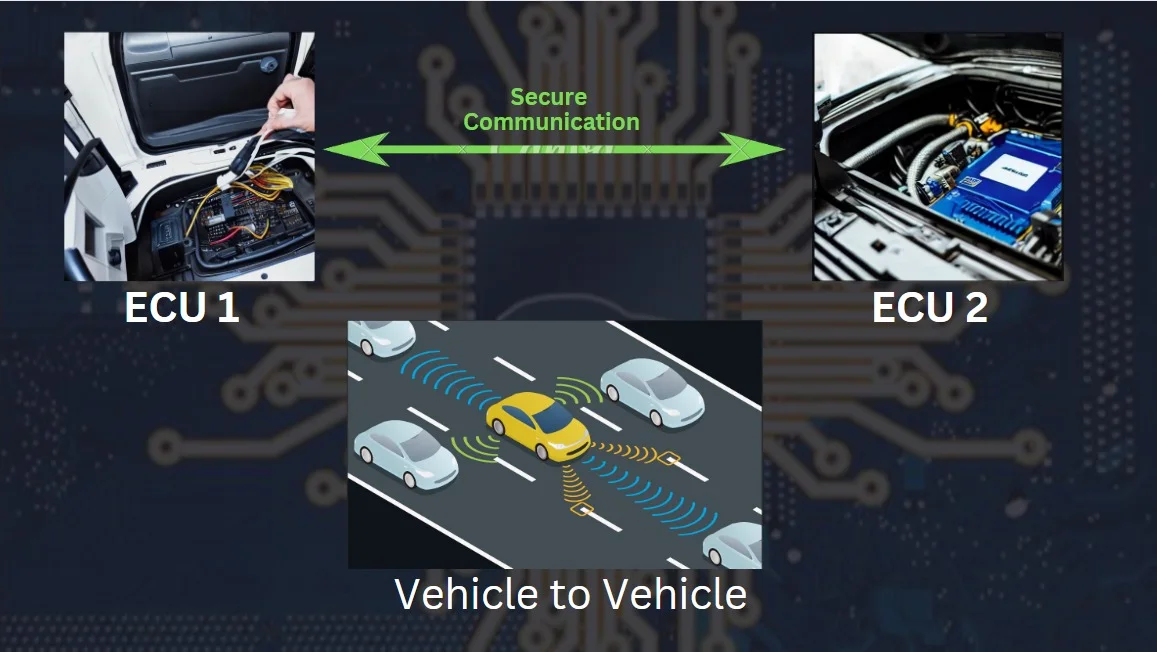 Secure
Communication
ECU 1
ECU 2
Vehicle to Vehicle